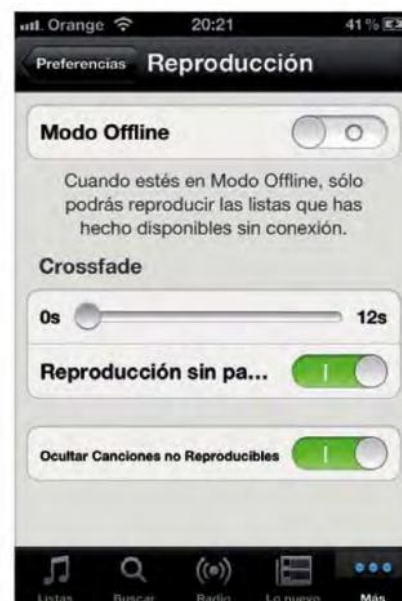 Orange 20:21 41%
Preferencias Reproducción
Modo Offline
Cuando estés en Modo Offline, sólo
podrás reproducir las listas que has
hecho disponibles sin conexión.
Crossfade
0s 12s
Reproducción sin pa...
Ocultar Canciones no Reproducibles
Listas Buscar Radio Lo nuevo Más